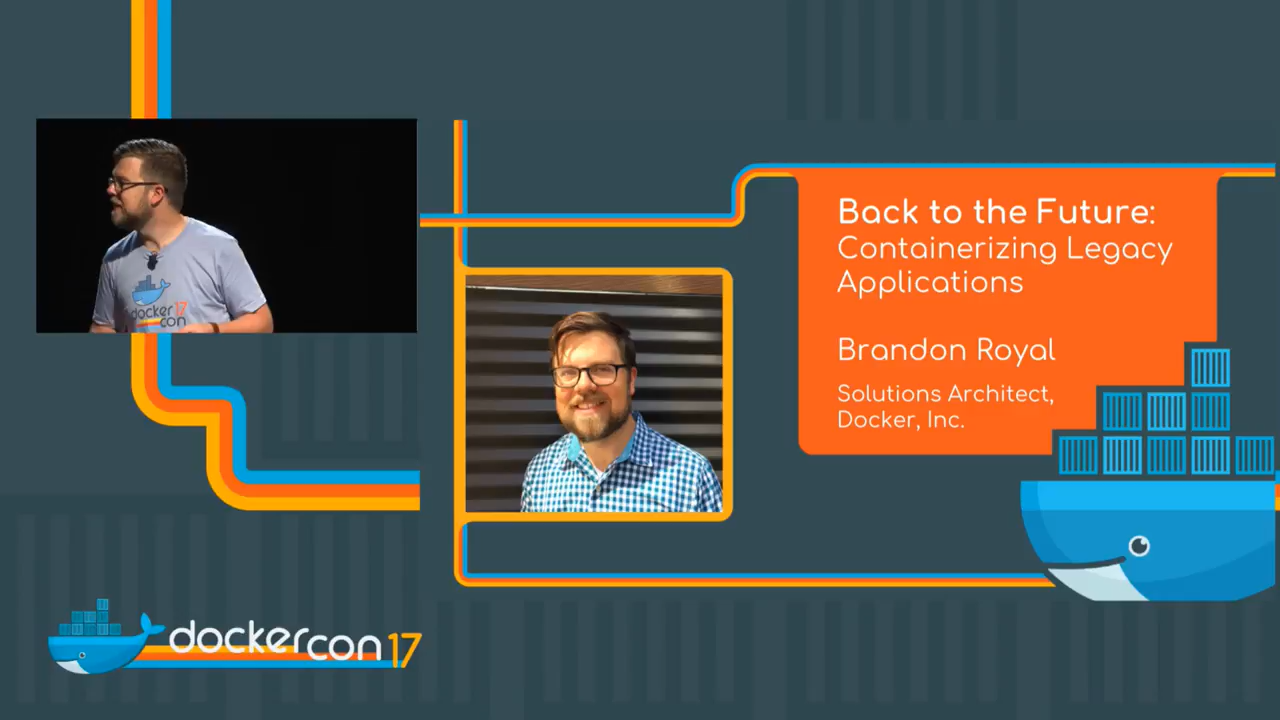 docker 17
con
Back to the Future:
Containerizing Legacy
Applications
Brandon Royal
Solutions Architect,
Docker, Inc.
dockercon17